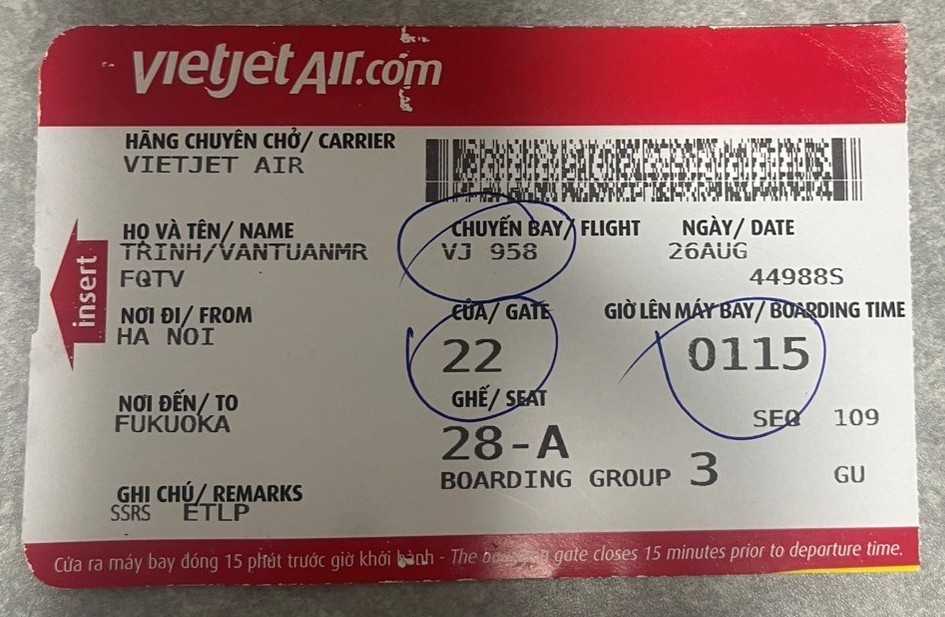 vietjet Air.com
HÃNG CHUYÊN CHỞ/ CARRIER
VIETJET AIR
HỌ VÀ TÊN/ NAME
TRINH/VANTUANMR
FQTV
CHUYẾN BAY/ FLIGHT
VJ 958
NGÀY/ DATE
26AUG
44988S
insert
NƠI ĐI/ FROM
HA NOI
CỬA/ GATE
22
GIỜ LÊN MÁY BAY/ BOARDING TIME
0115
NƠI ĐẾN/ TO
FUKUOKA
GHẾ/ SEAT
28-A
SEQ 109
BOARDING GROUP 3
GU
GHI CHÚ/ REMARKS
SSRS ETLP
Cửa ra máy bay đóng 15 phút trước giờ khởi hành - The boarding gate closes 15 minutes prior to departure time.